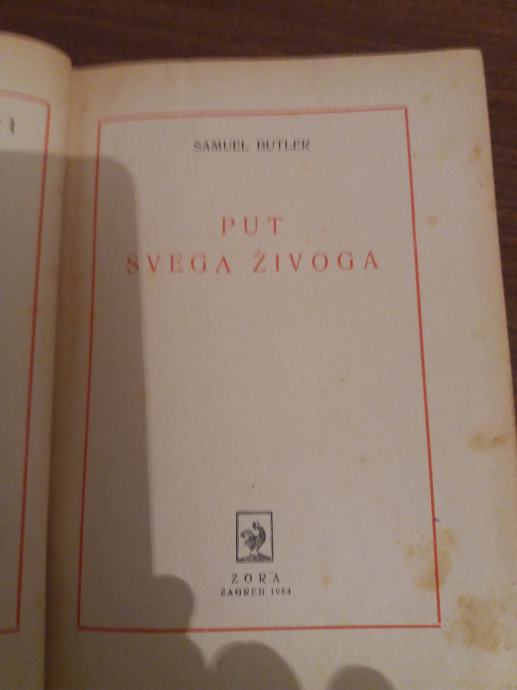 SAMUEL BUTLER
PUT
SVEGA ŽIVOGA
ZORA
ZAGREB 1954